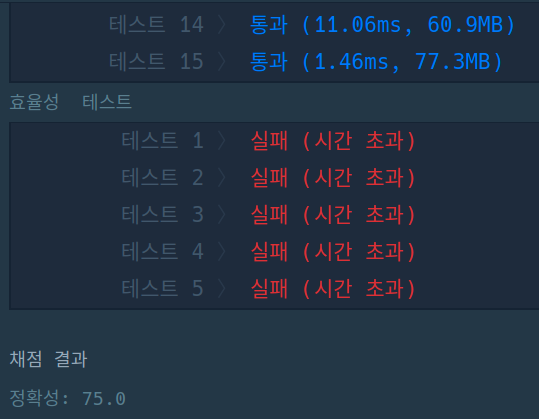 테스트 14 〉 통과 (11.06ms, 60.9MB)
테스트 15 〉 통과 (1.46ms, 77.3MB)
효율성 테스트
테스트 1 〉 실패 (시간 초과)
테스트 2 〉 실패 (시간 초과)
테스트 3 〉 실패 (시간 초과)
테스트 4 〉 실패 (시간 초과)
테스트 5 〉 실패 (시간 초과)
채점 결과
정확성: 75.0